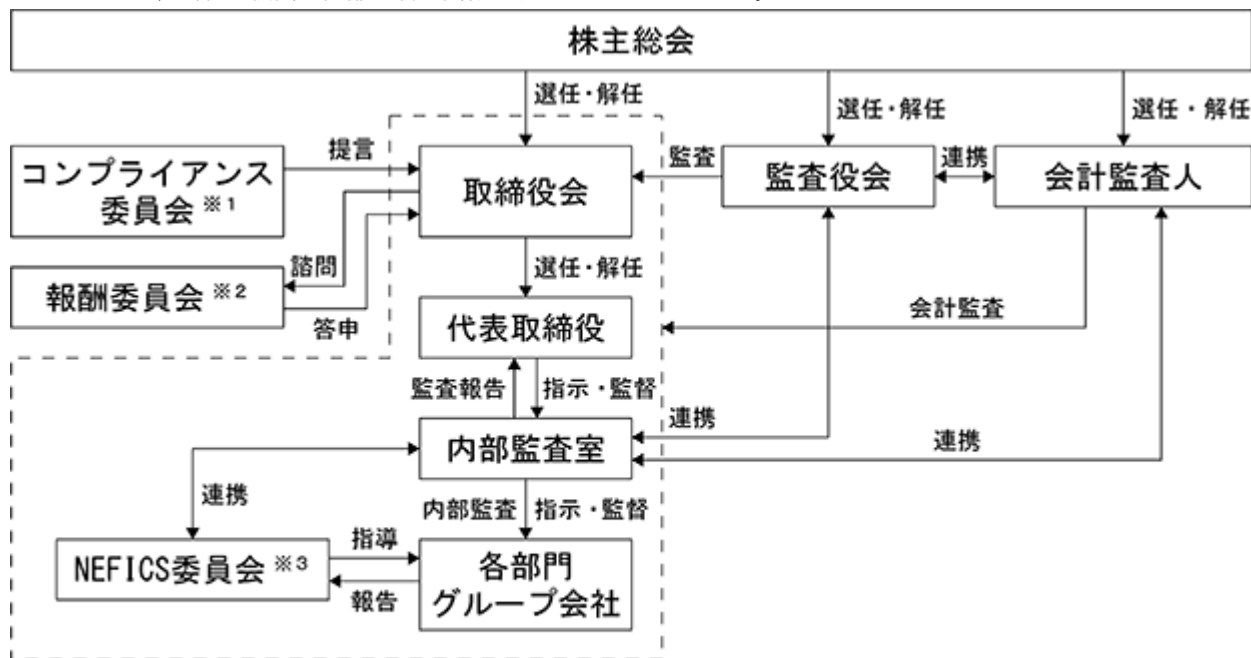 株主総会
選任・解任
選任・解任
選任・解任
コンプライアンス
委員会※1
提言
取締役会
監査
監査役会
連携
会計監査人
諮問
報酬委員会※2
答申
選任・解任
代表取締役
会計監査
監査報告
指示・監督
内部監査室
連携
連携
連携
内部監査
指示・監督
NEFICS委員会※3
指導
報告
各部門
グループ会社